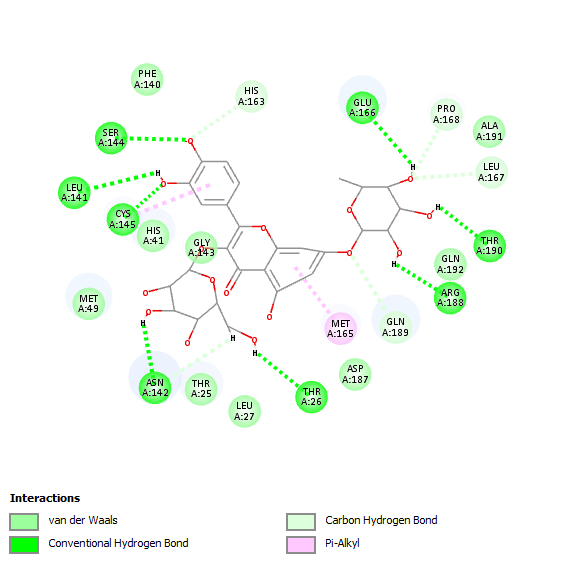 PHE
A:140
HIS
A:163
GLU
A:166
PRO
A:168
ALA
A:191
SER
A:144
LEU
A:167
LEU
A:141
CYS
A:145
HIS
A:41
GLY
A:143
THR
A:190
GLN
A:192
ARG
A:188
MET
A:49
MET
A:165
GLN
A:189
ASN
A:142
THR
A:25
ASP
A:187
LEU
A:27
THR
A:26
O
H
O
H
O
O
H
O
O
O
O
H
O
O
O
O
O
O
H
O
O
H
H
O
Interactions
van der Waals
Conventional Hydrogen Bond
Carbon Hydrogen Bond
Pi-Alkyl